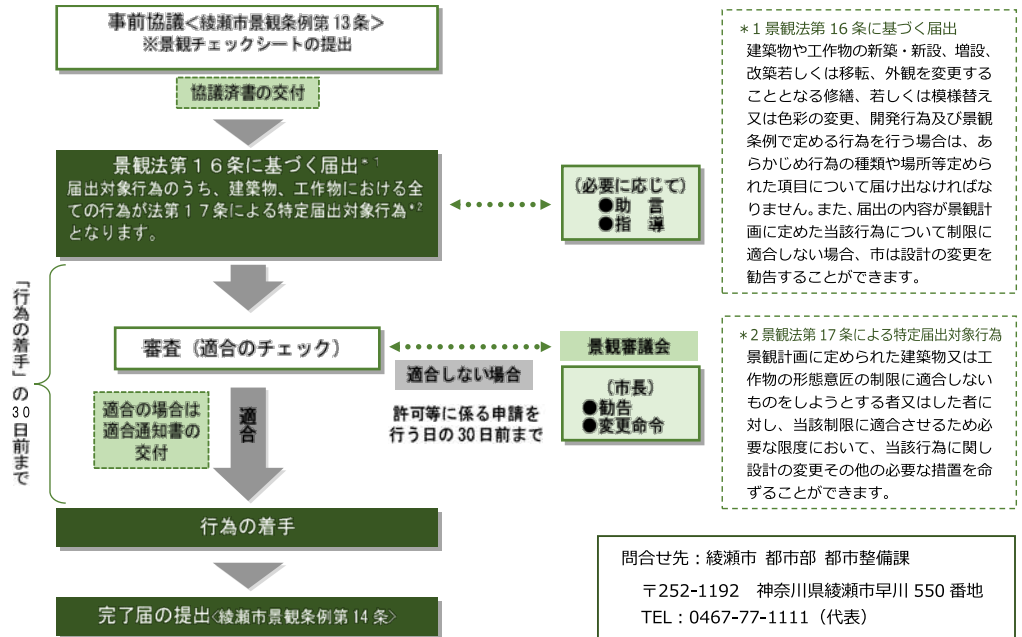 事前協議<綾瀬市景観条例第13条>
※景観チェックシートの提出
協議済書の交付
景観法第16条に基づく届出*1
届出対象行為のうち、建築物、工作物における全
ての行為が法第17条による特定届出対象行為*2
となります。
(必要に応じて)
●助　言
●指　導
「行為の着手」の30日前まで
審査（適合のチェック）
景観審議会
適合しない場合
(市長)
●勧告
●変更命令
許可等に係る申請を
行う日の30日前まで
適合の場合は
適合通知書の
交付
適合
行為の着手
完了届の提出<綾瀬市景観条例第14条>
*1 景観法第16条に基づく届出
建築物や工作物の新築・新設、増設、
改築若しくは移転、外観を変更する
こととなる修繕、若しくは模様替え
又は色彩の変更、開発行為及び景観
条例で定める行為を行う場合は、あ
らかじめ行為の種類や場所等定めら
れた項目について届け出なければな
りません。また、届出の内容が景観計
画に定めた当該行為について制限に
適合しない場合、市は設計の変更を
勧告することができます。
*2 景観法第17条による特定届出対象行為
景観計画に定められた建築物又は工
作物の形態意匠の制限に適合しない
ものをしようとする者又はした者に
対し、当該制限に適合させるため必
要な限度において、当該行為に関し
設計の変更その他の必要な措置を命
ずることができます。
問合せ先：綾瀬市 都市部 都市整備課
〒252-1192　神奈川県綾瀬市早川550番地
TEL：0467-77-1111（代表）